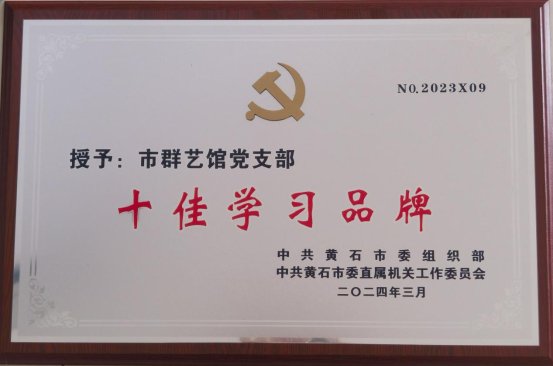 NO.2023X09
授予：市群艺馆党支部
十佳学习品牌
中共黄石市委组织部
中共黄石市委直属机关工作委员会
二〇二四年三月